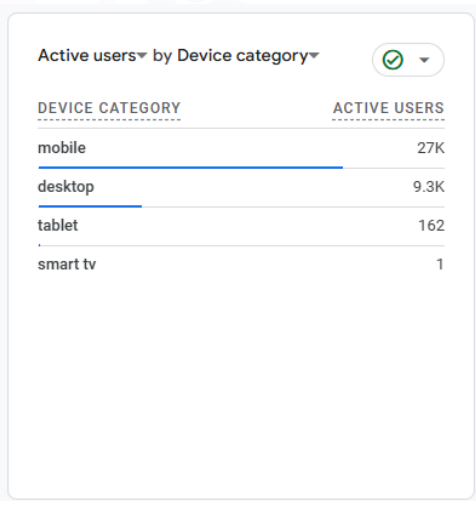 Active users by Device category
DEVICE CATEGORY ACTIVE USERS
mobile 27K
desktop 9.3K
tablet 162
smart tv 1